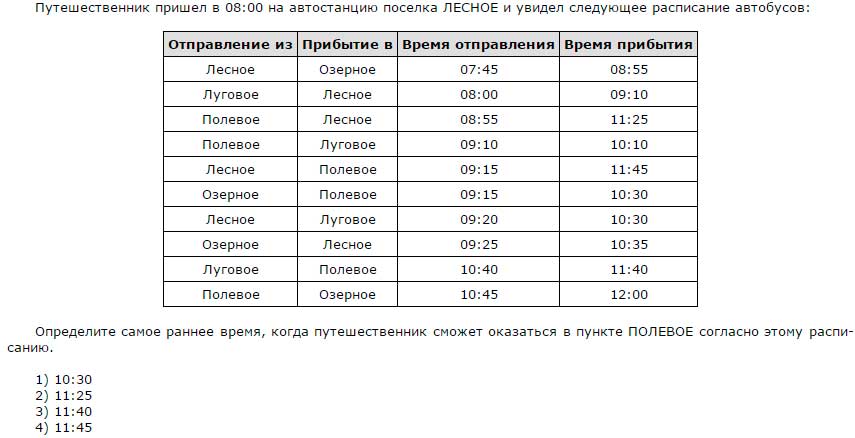 Путешественник пришел в 08:00 на автостанцию поселка ЛЕСНОЕ и увидел следующее расписание автобусов:
Отправление из Прибытие в Время отправления Время прибытия
Лесное Озерное 07:45 08:55
Луговое Лесное 08:00 09:10
Полевое Лесное 08:55 11:25
Полевое Луговое 09:10 10:10
Лесное Полевое 09:15 11:45
Озерное Полевое 09:15 10:30
Лесное Луговое 09:20 10:30
Озерное Лесное 09:25 10:35
Луговое Полевое 10:40 11:40
Полевое Озерное 10:45 12:00
Определите самое раннее время, когда путешественник сможет оказаться в пункте ПОЛЕВОЕ согласно этому распи-
санию.
1) 10:30
2) 11:25
3) 11:40
4) 11:45